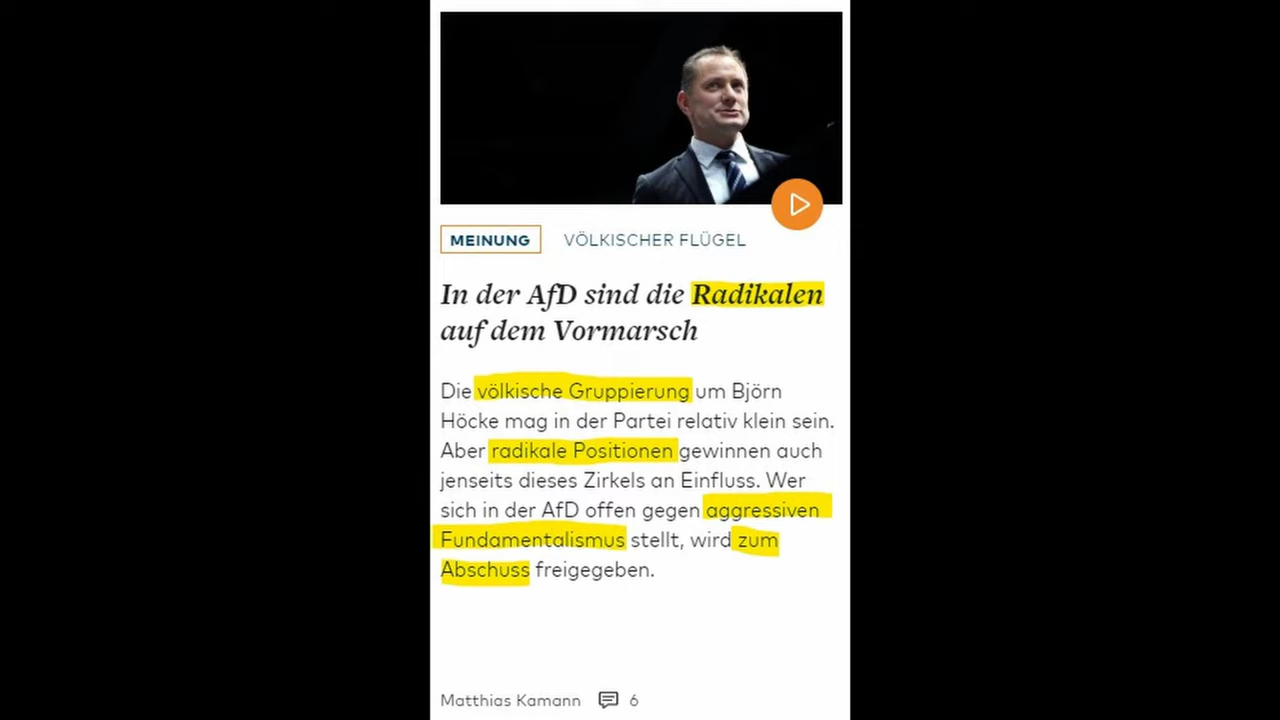 MEINUNG VÖLKISCHER FLÜGEL
In der AfD sind die Radikalen
auf dem Vormarsch
Die völkische Gruppierung um Björn
Höcke mag in der Partei relativ klein sein.
Aber radikale Positionen gewinnen auch
jenseits dieses Zirkels an Einfluss. Wer
sich in der AfD offen gegen aggressiven
Fundamentalismus stellt, wird zum
Abschuss freigegeben.
Matthias Kamann 6